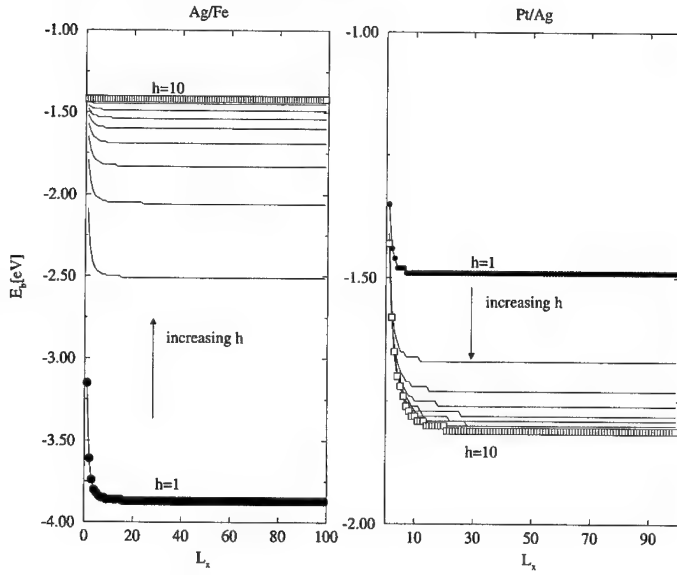 Ag/Fe
Pt/Ag
-1.00
-1.50
-2.00
-2.50
-3.00
-3.50
-4.00
E_b[eV]
h=10
increasing h
h=1
0 20 40 60 80 100
L_x
-1.00
-1.50
-2.00
h=1
increasing h
h=10
0 30 50 70 90
L_x